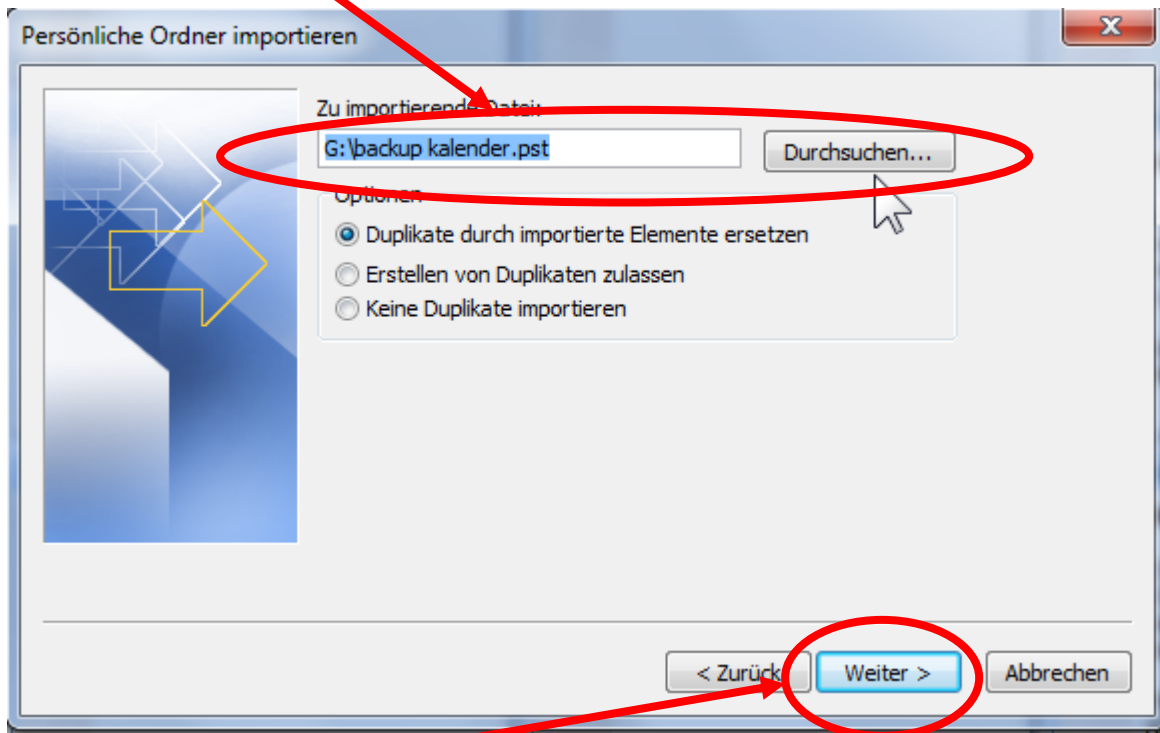 Persönliche Ordner importieren
Zu importierende Datei:
G:\backup kalender.pst
Durchsuchen...
Optionen
Duplikate durch importierte Elemente ersetzen
Erstellen von Duplikaten zulassen
Keine Duplikate importieren
< Zurück Weiter > Abbrechen